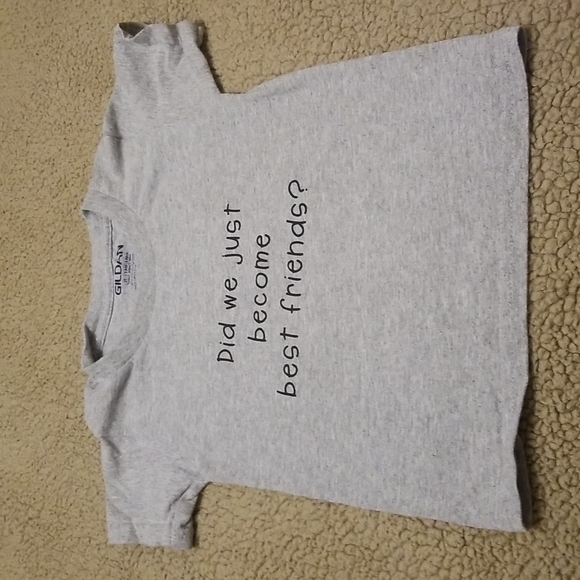 GILDAN
Did we just
become
best friends?